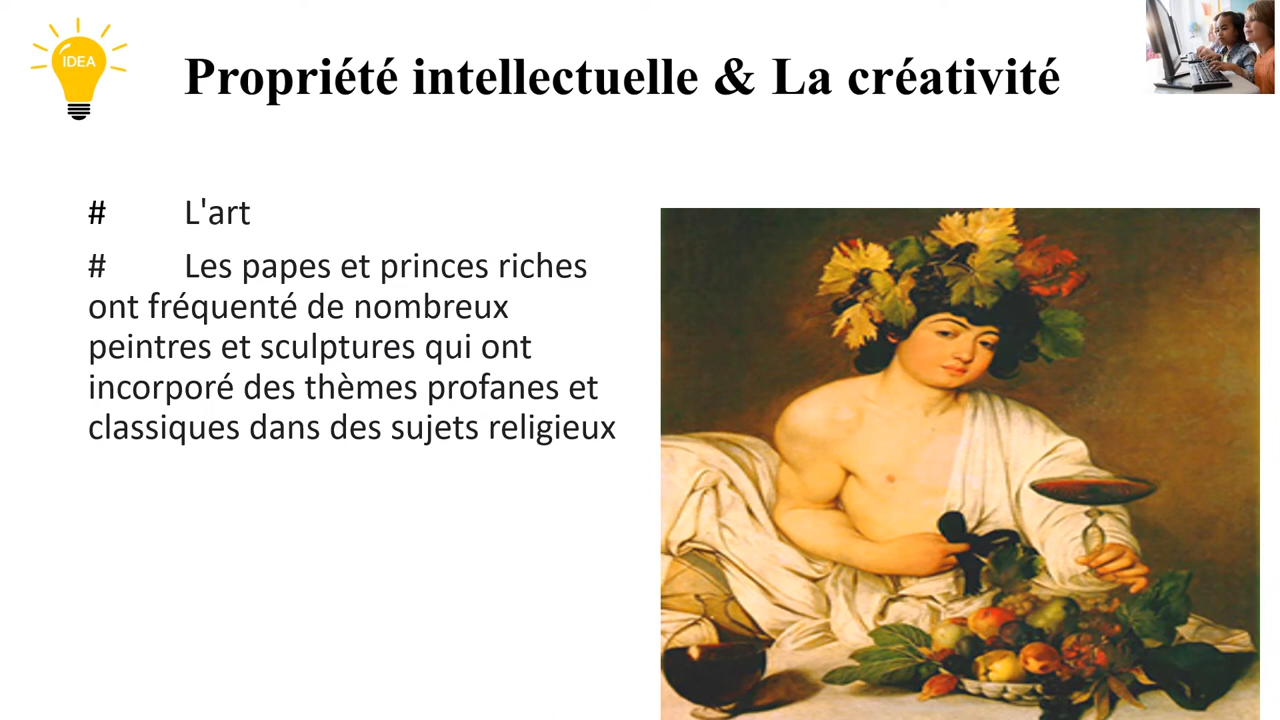 IDEA
Propriété intellectuelle & La créativité
# L'art
# Les papes et princes riches
ont fréquenté de nombreux
peintres et sculptures qui ont
incorporé des thèmes profanes et
classiques dans des sujets religieux